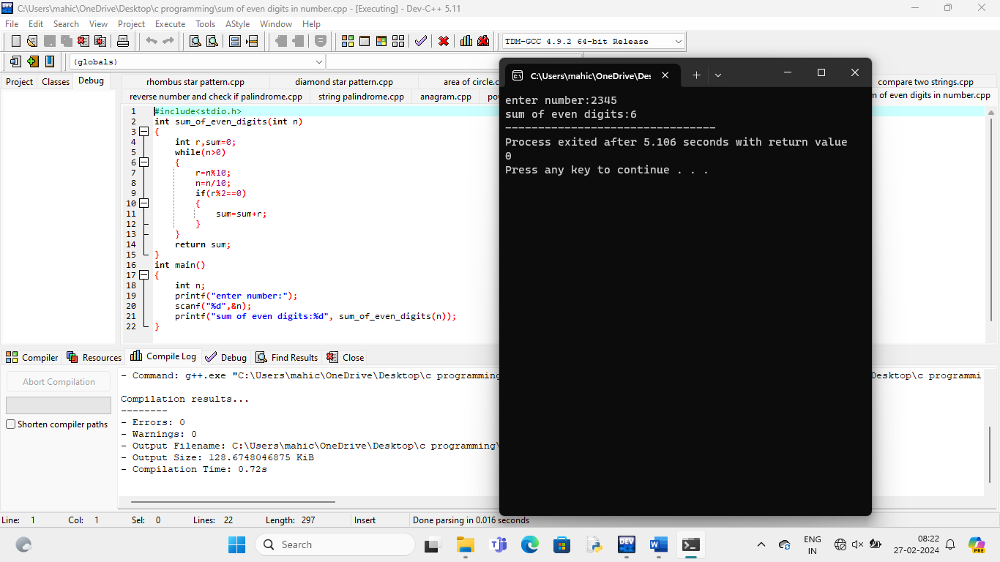 C:\Users\mahic\OneDrive\Desktop\c programming\sum of even digits in number.cpp - [Executing] - Dev-C++ 5.11
File Edit Search View Project Execute Tools AStyle Window Help
TDM-GCC 4.9.2 64-bit Release
(globals)
Project Classes Debug
rhombus star pattern.cpp diamond star pattern.cpp area of circle.c compare two strings.cpp
reverse number and check if palindrome.cpp string palindrome.cpp anagram.cpp pow m of even digits in number.cpp
1 #include<stdio.h>
2 int sum_of_even_digits(int n)
3 {
4 int r,sum=0;
5 while(n>0)
6 {
7 r=n%10;
8 n=n/10;
9 if(r%2==0)
10 {
11 sum=sum+r;
12 }
13 }
14 return sum;
15 }
16 int main()
17 {
18 int n;
19 printf("enter number:");
20 scanf("%d",&n);
21 printf("sum of even digits:%d", sum_of_even_digits(n));
22 }
C:\Users\mahic\OneDrive\Des
enter number:2345
sum of even digits:6
--------------------------------
Process exited after 5.106 seconds with return value
0
Press any key to continue . . .
Compiler Resources Compile Log Debug Find Results Close
Abort Compilation
Shorten compiler paths
- Command: g++.exe "C:\Users\mahic\OneDrive\Desktop\c programming Desktop\c programmi
Compilation results...
--------
- Errors: 0
- Warnings: 0
- Output Filename: C:\Users\mahic\OneDrive\Desktop\c programming\
- Output Size: 128.6748046875 KiB
- Compilation Time: 0.72s
Line: 1 Col: 1 Sel: 0 Lines: 22 Length: 297 Insert Done parsing in 0.016 seconds
Search
DEV
W
ENG
IN
08:22
27-02-2024
PRE